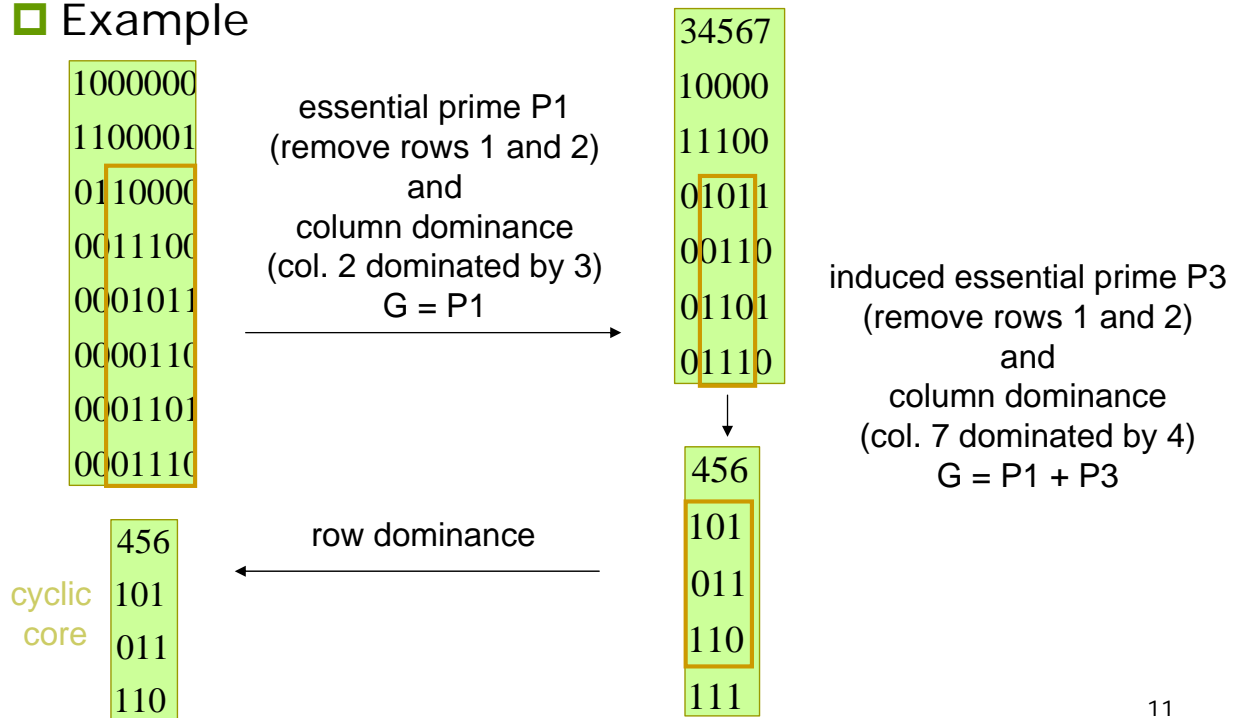 Example
1000000
1100001
0110000
0011100
0001011
0000110
0001101
0001110
essential prime P1
(remove rows 1 and 2)
and
column dominance
(col. 2 dominated by 3)
G = P1
34567
10000
11100
01011
00110
01101
01110
induced essential prime P3
(remove rows 1 and 2)
and
column dominance
(col. 7 dominated by 4)
G = P1 + P3
456
101
011
110
111
row dominance
456
101
011
110
cyclic
core
11